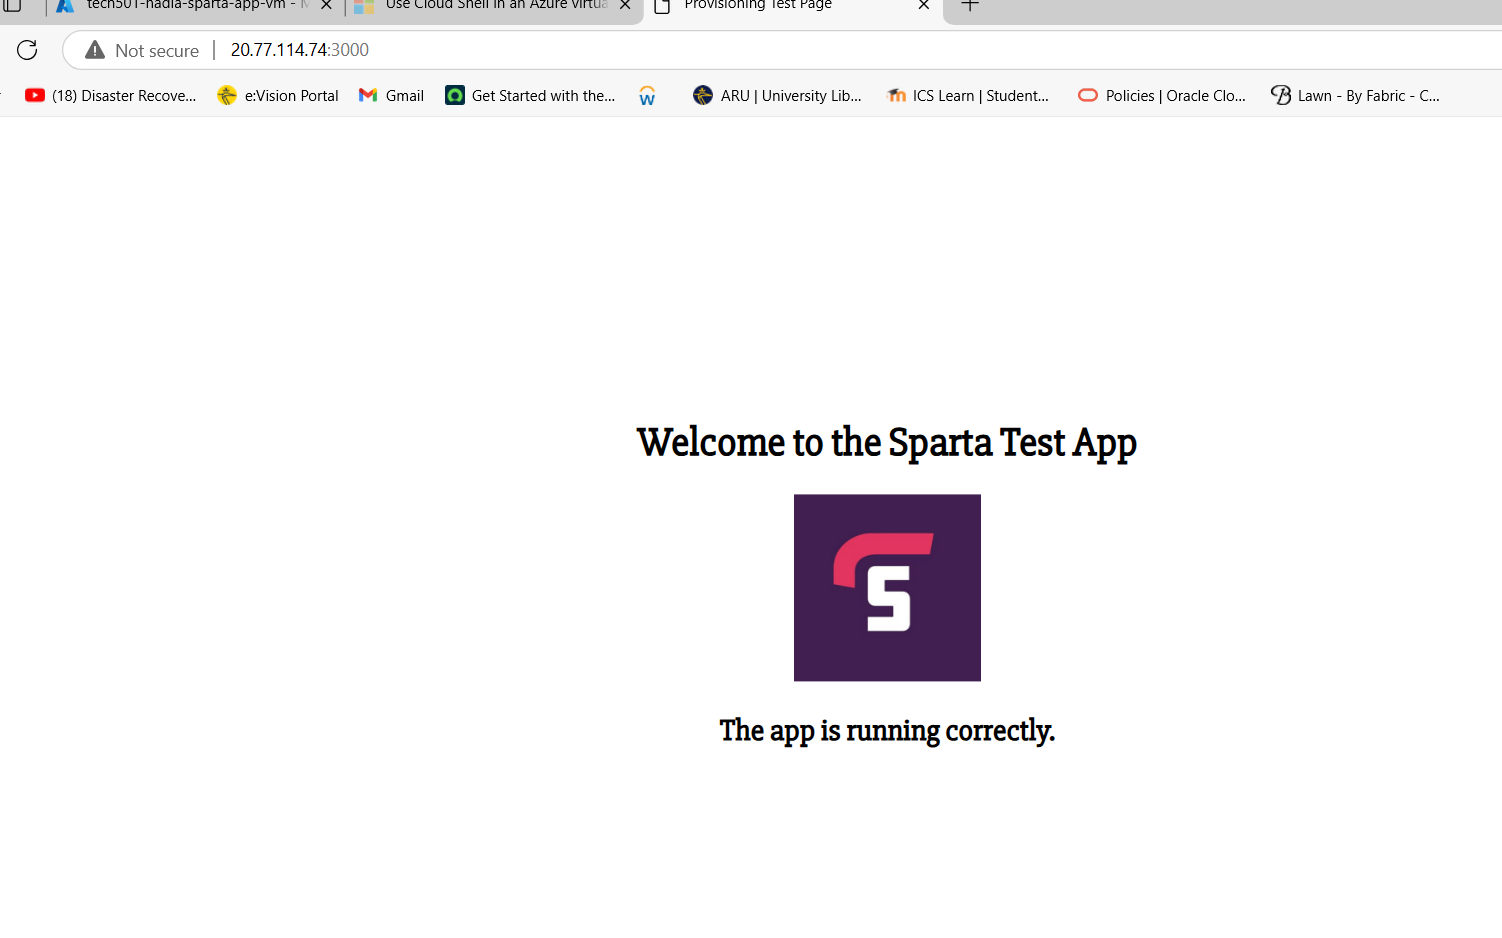 tech501-nadia-sparta-app-vm - M
Use Cloud Shell in an Azure virtua
Provisioning Test Page
Not secure
20.77.114.74:3000
(18) Disaster Recove...
e:Vision Portal
Gmail
Get Started with the...
W
ARU | University Lib...
ICS Learn | Student...
Policies | Oracle Clo...
Lawn - By Fabric - C...
Welcome to the Sparta Test App
S
The app is running correctly.